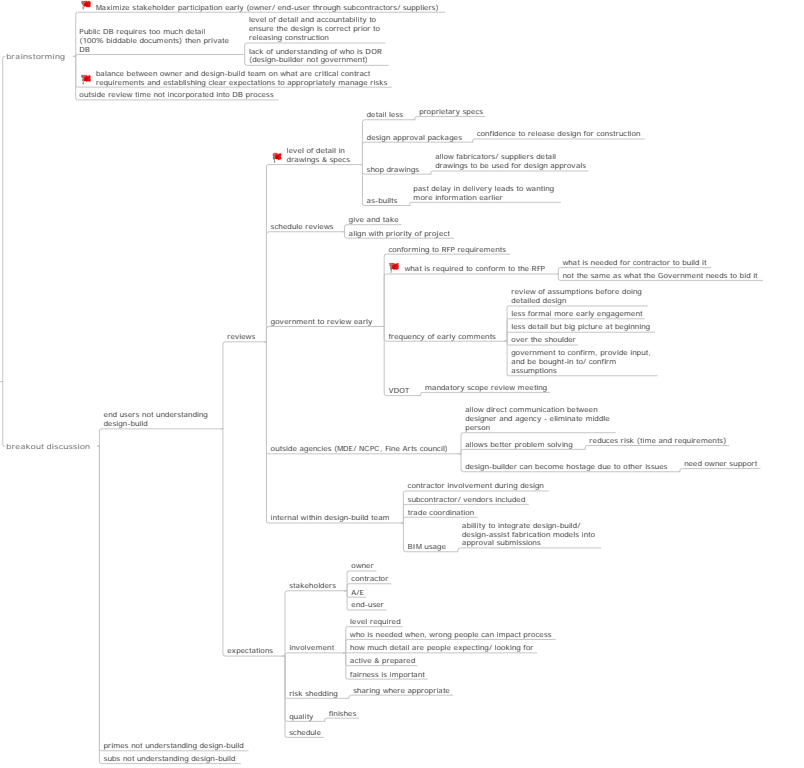 Maximize stakeholder participation early (owner/ end-user through subcontractors/ suppliers)
Public DB requires too much detail
(100% biddable documents) then private
DB
level of detail and accountability to
ensure the design is correct prior to
releasing construction
lack of understanding of who is DOR
(design-builder not government)
brainstorming
balance between owner and design-build team on what are critical contract
requirements and establishing clear expectations to appropriately manage risks
outside review time not incorporated into DB process
breakout discussion
end users not understanding
design-build
reviews
level of detail in
drawings & specs
detail less
proprietary specs
design approval packages
confidence to release design for construction
shop drawings
allow fabricators/ suppliers detail
drawings to be used for design approvals
as-builts
past delay in delivery leads to wanting
more information earlier
schedule reviews
give and take
align with priority of project
government to review early
conforming to RFP requirements
what is required to conform to the RFP
what is needed for contractor to build it
not the same as what the Government needs to bid it
frequency of early comments
review of assumptions before doing
detailed design
less formal more early engagement
less detail but big picture at beginning
over the shoulder
government to confirm, provide input,
and be bought-in to/ confirm
assumptions
VDOT
mandatory scope review meeting
outside agencies (MDE/ NCPC, Fine Arts council)
allow direct communication between
designer and agency - eliminate middle
person
allows better problem solving
reduces risk (time and requirements)
design-builder can become hostage due to other issues
need owner support
internal within design-build team
contractor involvement during design
subcontractor/ vendors included
trade coordination
BIM usage
ability to integrate design-build/
design-assist fabrication models into
approval submissions
expectations
stakeholders
owner
contractor
A/E
end-user
involvement
level required
who is needed when, wrong people can impact process
how much detail are people expecting/ looking for
active & prepared
fairness is important
risk shedding
sharing where appropriate
quality
finishes
schedule
primes not understanding design-build
subs not understanding design-build